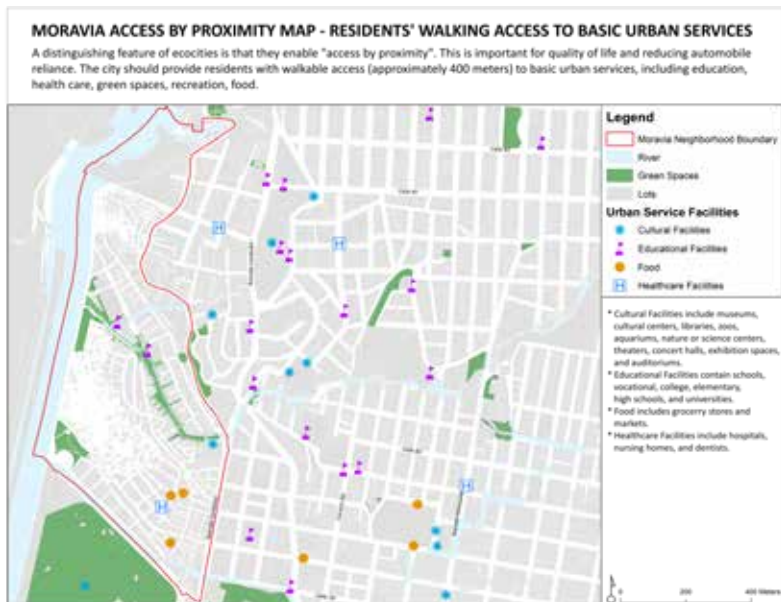 MORAVIA ACCESS BY PROXIMITY MAP - RESIDENTS' WALKING ACCESS TO BASIC URBAN SERVICES
A distinguishing feature of ecocities is that they enable "access by proximity". This is important for quality of life and reducing automobile
reliance. The city should provide residents with walkable access (approximately 400 meters) to basic urban services, including education,
health care, green spaces, recreation, food.
Legend
Moravia Neighborhood Boundary
River
Green Spaces
Lots
Urban Service Facilities
Cultural Facilities
Educational Facilities
Food
H Healthcare Facilities
* Cultural Facilities include museums,
cultural centers, libraries, zoos,
aquariums, nature or science centers,
theaters, concert halls, exhibition spaces,
and auditoriums.
* Educational Facilities contain schools,
vocational, college, elementary,
high schools, and universities.
* Food includes grocerry stores and
markets.
* Healthcare Facilities include hospitals,
nursing homes, and dentists.
H
H
H
H
0 200 400 Meters